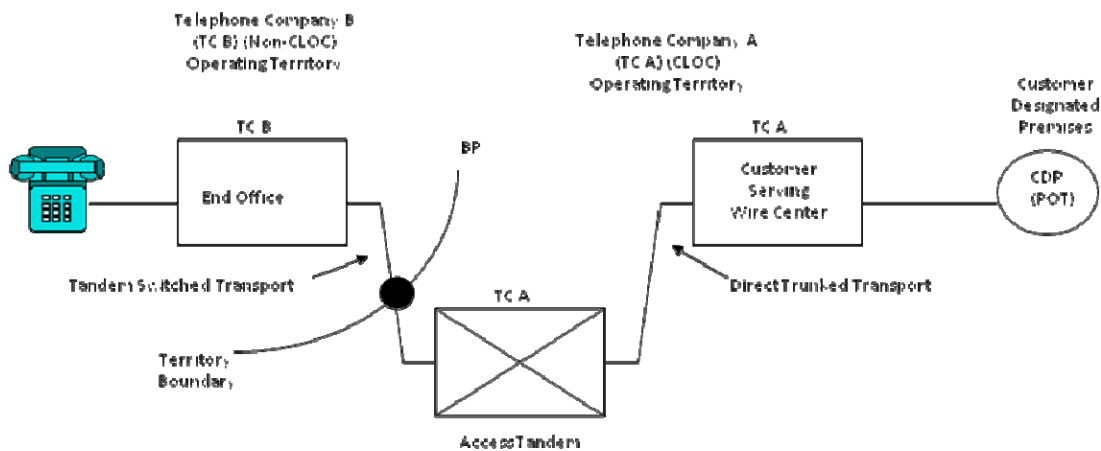 Telephone Company B
(TC B) (Non-CLOC)
Operating Territory
Telephone Company A
(TC A) (CLOC)
Operating Territory
Customer
Designated
Premises
TC B
BP
TC A
End Office
Customer
Serving
Wire Center
CDP
(POT)
Tandem Switched Transport
Direct Trunked Transport
TC A
Territory
Boundary
Access Tandem